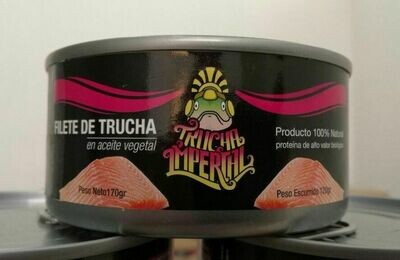 FILETE DE TRUCHA
en aceite vegetal
Peso Neto170gr
TRUCHA
IMPERIAL
Producto 100% Natural
proteína de alto valor biológico
Peso Escurrido 120gr